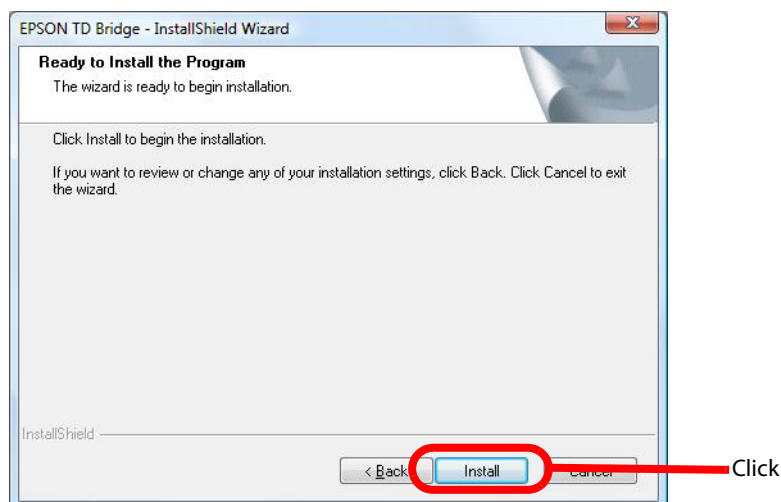 EPSON TD Bridge - InstallShield Wizard
Ready to Install the Program
The wizard is ready to begin installation.
Click Install to begin the installation.
If you want to review or change any of your installation settings, click Back. Click Cancel to exit
the wizard.
InstallShield
< Back Install Cancel
Click